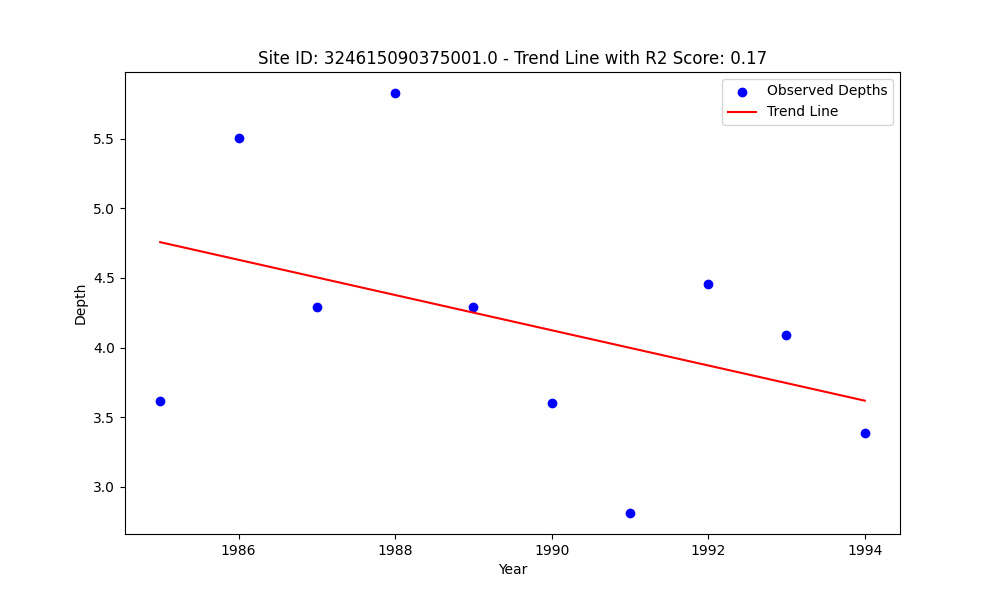 Site ID: 324615090375001.0 - Trend Line with R2 Score: 0.17
Observed Depths
Trend Line
5.5
5.0
4.5
4.0
3.5
3.0
Depth
1986
1988
1990
1992
1994
Year